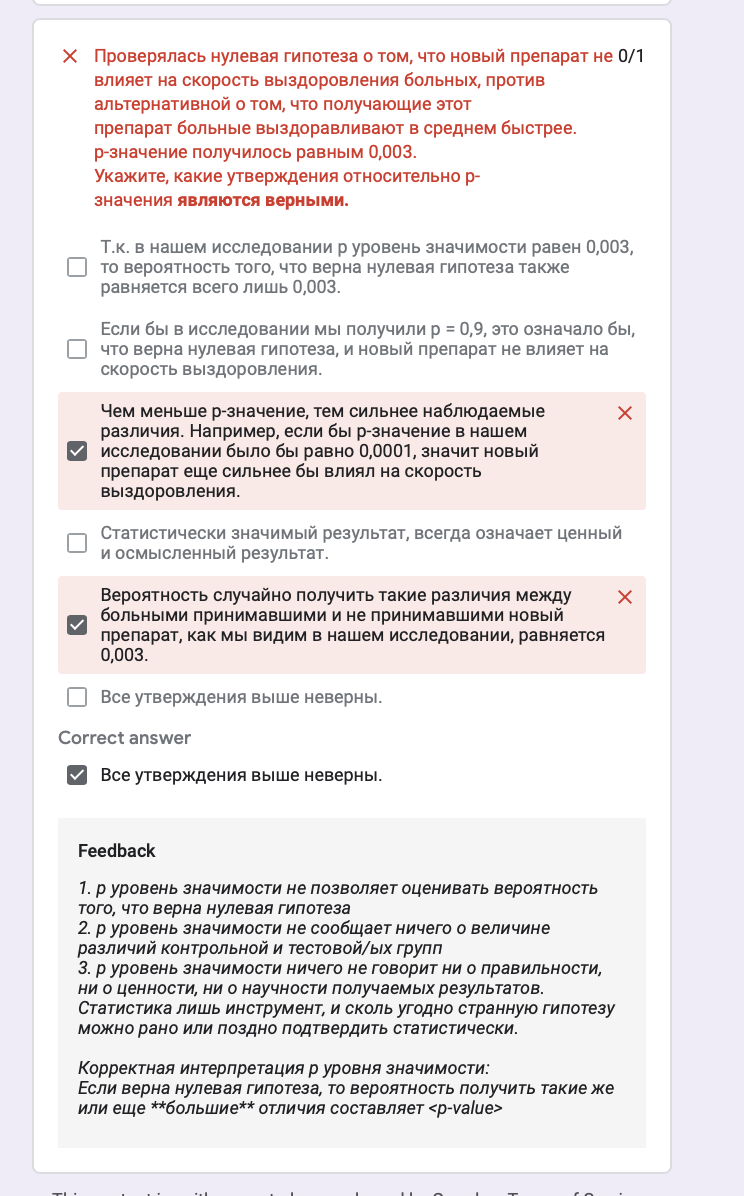 Проверялась нулевая гипотеза о том, что новый препарат не 0/1
влияет на скорость выздоровления больных, против
альтернативной о том, что получающие этот
препарат больные выздоравливают в среднем быстрее.
p-значение получилось равным 0,003.
Укажите, какие утверждения относительно p-
значения являются верными.
Т.к. в нашем исследовании p уровень значимости равен 0,003,
то вероятность того, что верна нулевая гипотеза также
равняется всего лишь 0,003.
Если бы в исследовании мы получили p = 0,9, это означало бы,
что верна нулевая гипотеза, и новый препарат не влияет на
скорость выздоровления.
Чем меньше p-значение, тем сильнее наблюдаемые
различия. Например, если бы p-значение в нашем
исследовании было бы равно 0,0001, значит новый
препарат еще сильнее бы влиял на скорость
выздоровления.
Статистически значимый результат, всегда означает ценный
и осмысленный результат.
Вероятность случайно получить такие различия между
больными принимавшими и не принимавшими новый
препарат, как мы видим в нашем исследовании, равняется
0,003.
Все утверждения выше неверны.
Correct answer
Все утверждения выше неверны.
Feedback
1. p уровень значимости не позволяет оценивать вероятность
того, что верна нулевая гипотеза
2. p уровень значимости не сообщает ничего о величине
различий контрольной и тестовой/ых групп
3. p уровень значимости ничего не говорит ни о правильности,
ни о ценности, ни о научности получаемых результатов.
Статистика лишь инструмент, и сколь угодно странную гипотезу
можно рано или поздно подтвердить статистически.
Корректная интерпретация p уровня значимости:
Если верна нулевая гипотеза, то вероятность получить такие же
или еще **большие** отличия составляет <p-value>